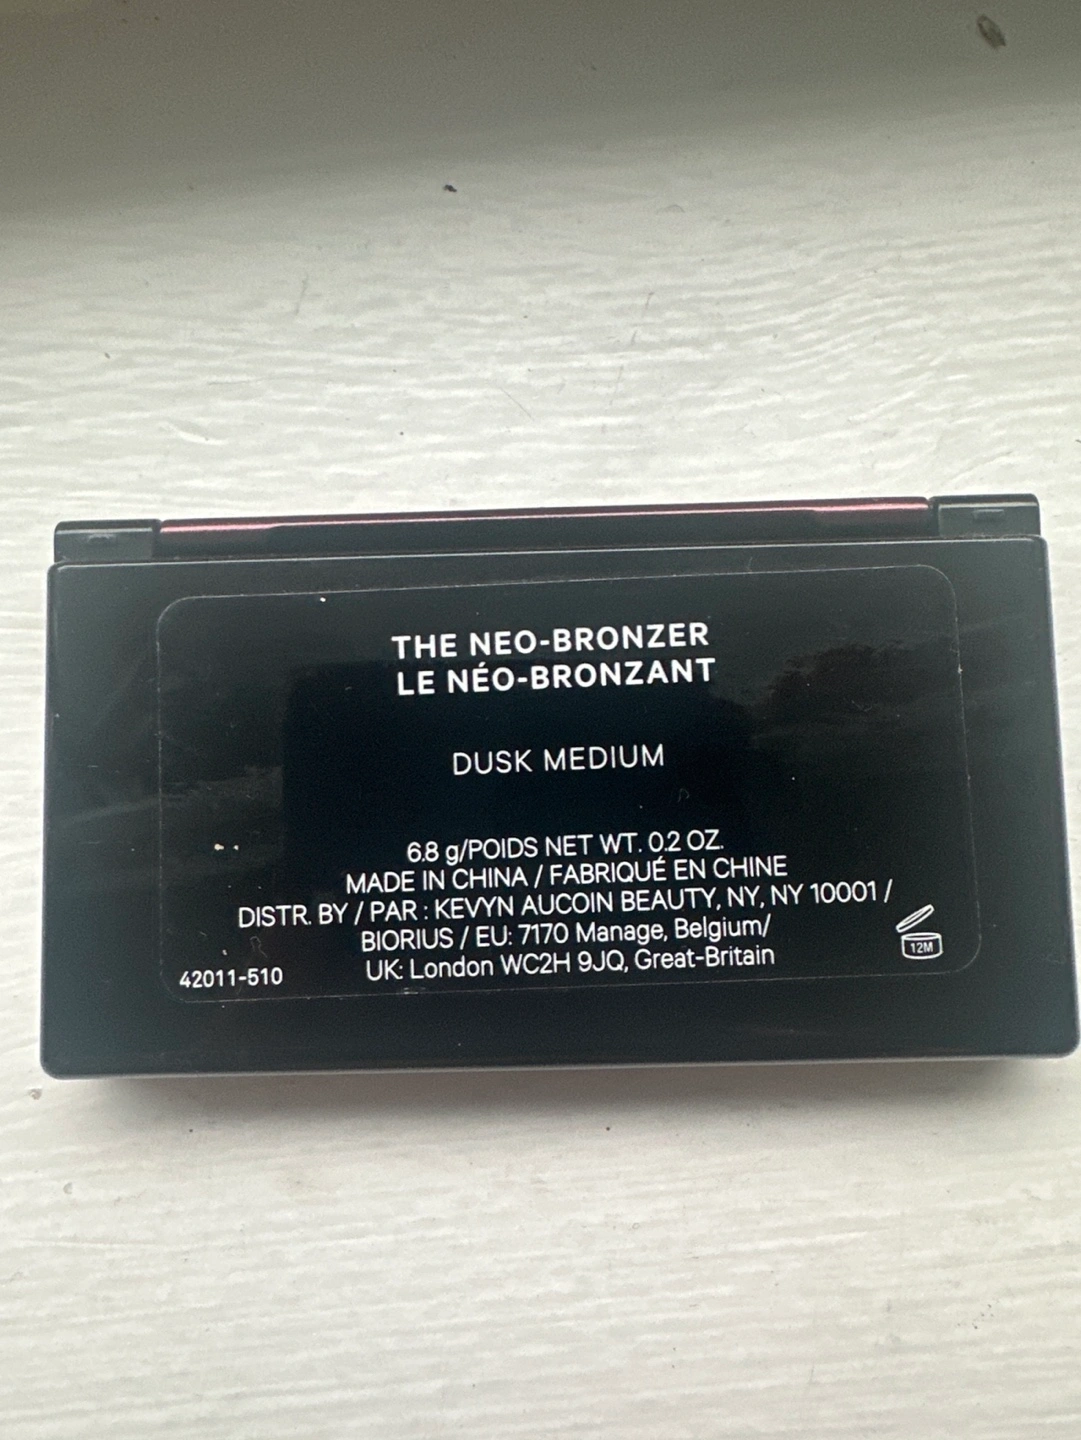 THE NEO-BRONZER
LE NÉO-BRONZANT
DUSK MEDIUM
6.8 g/POIDS NET WT. 0.2 OZ.
MADE IN CHINA / FABRIQUÉ EN CHINE
DISTR. BY / PAR : KEVYN AUCOIN BEAUTY, NY, NY 10001 /
BIORIUS / EU: 7170 Manage, Belgium/
UK: London WC2H 9JQ, Great-Britain
42011-510
12M